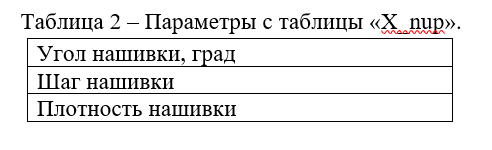 Таблица 2 – Параметры с таблицы «X_nup».
Угол нашивки, град
Шаг нашивки
Плотность нашивки